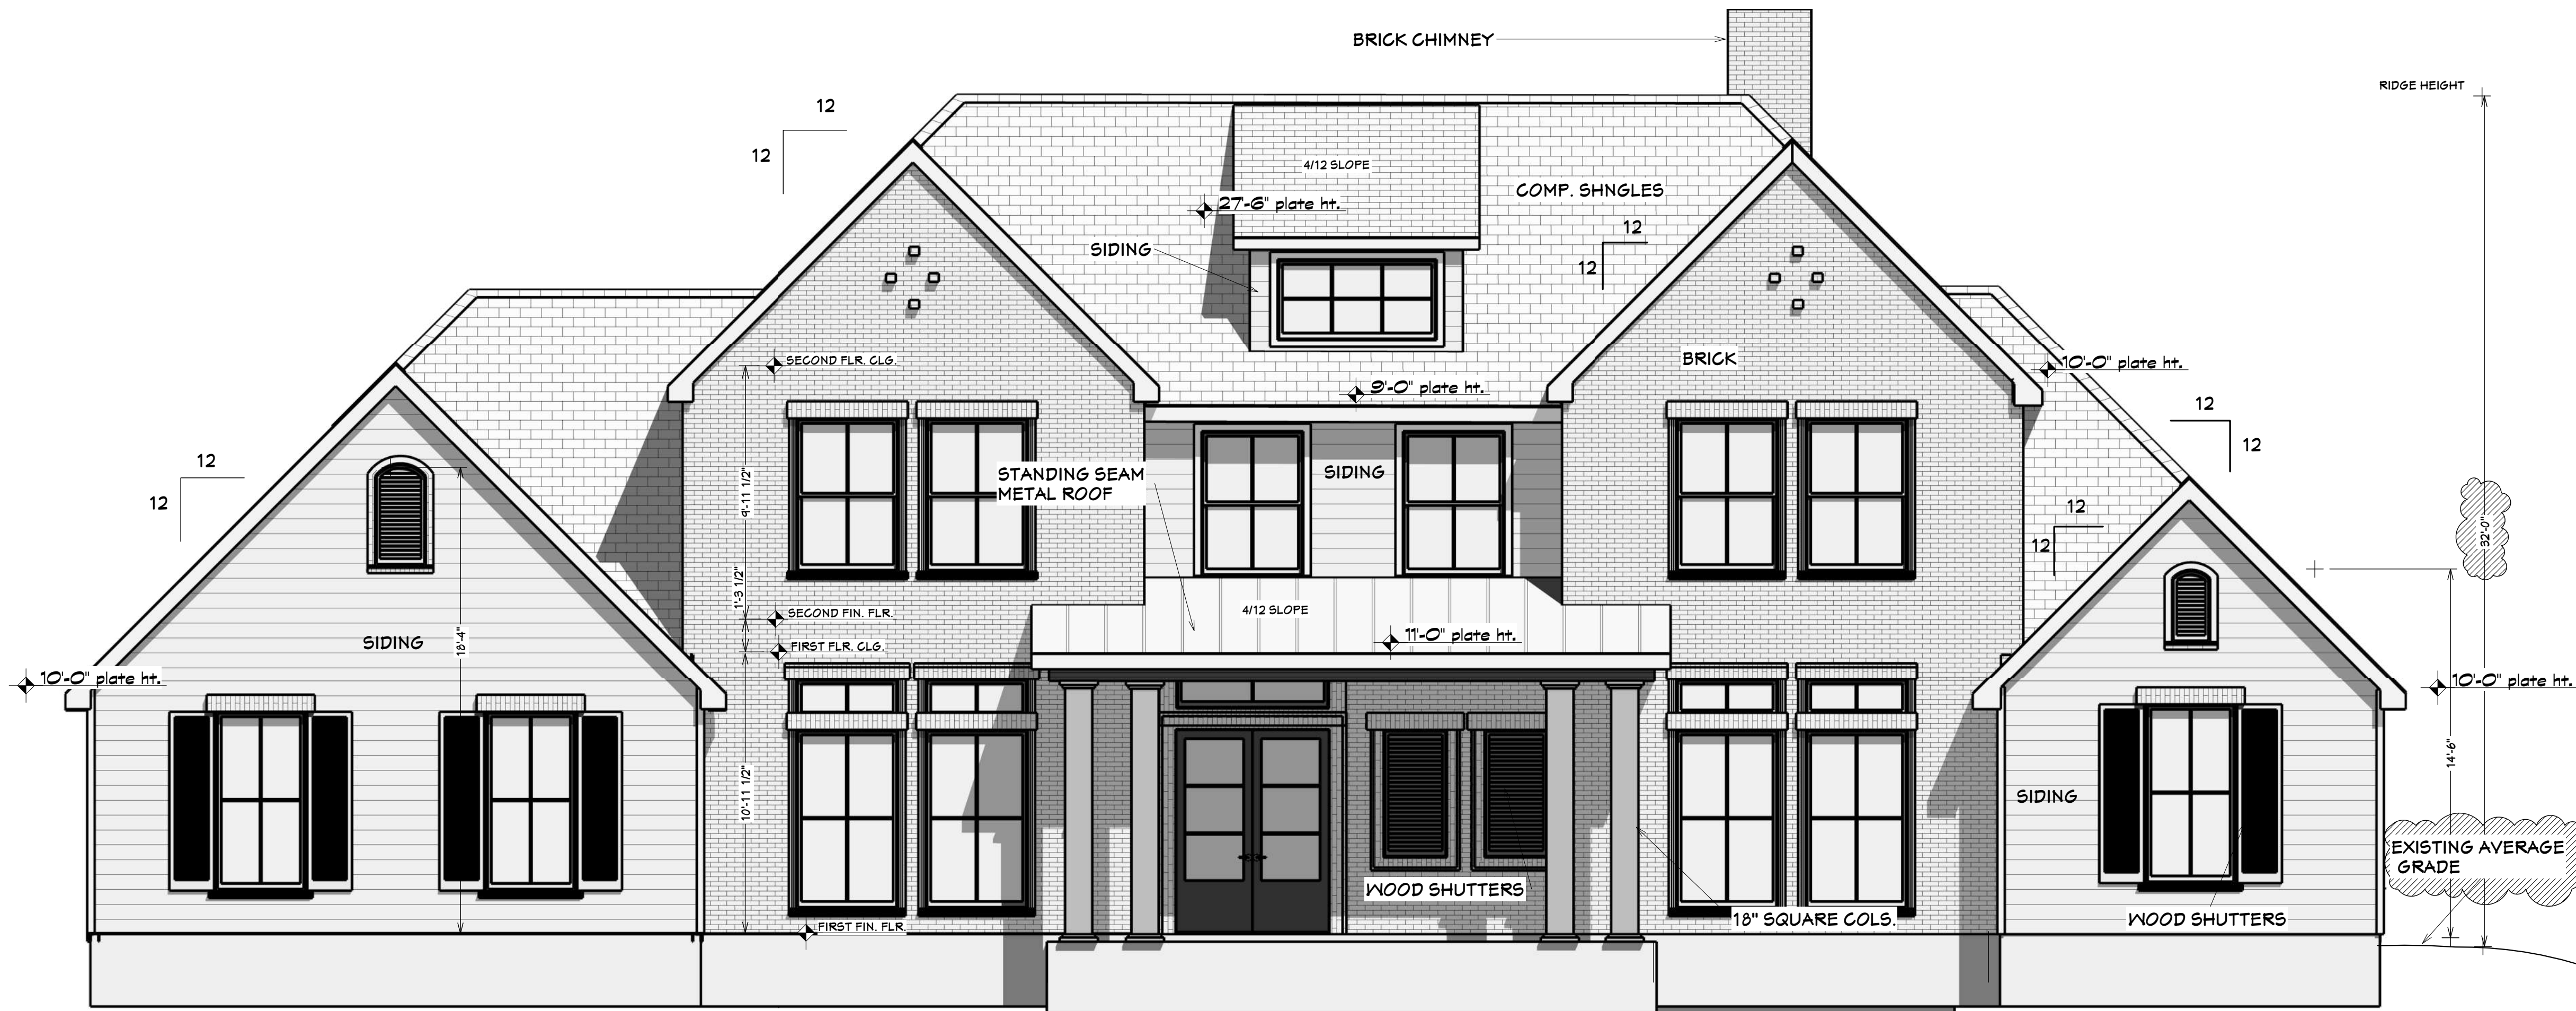 BRICK CHIMNEY
RIDGE HEIGHT
12
12
4/12 SLOPE
COMP. SHNGLES
27'-6" plate ht.
12
SIDING
12
SECOND FLR. CLG.
BRICK
10'-0" plate ht.
9'-0" plate ht.
12
12
12
12
SIDING
STANDING SEAM
METAL ROOF
9'-11 1/2"
12
12
32'-0"
1'-3 1/2"
SECOND FIN. FLR.
4/12 SLOPE
11'-0" plate ht.
SIDING
18'-4"
FIRST FLR. CLG.
10'-0" plate ht.
10'-0" plate ht.
14'-6"
10'-11 1/2"
SIDING
EXISTING AVERAGE
GRADE
WOOD SHUTTERS
18" SQUARE COLS.
WOOD SHUTTERS
FIRST FIN. FLR.